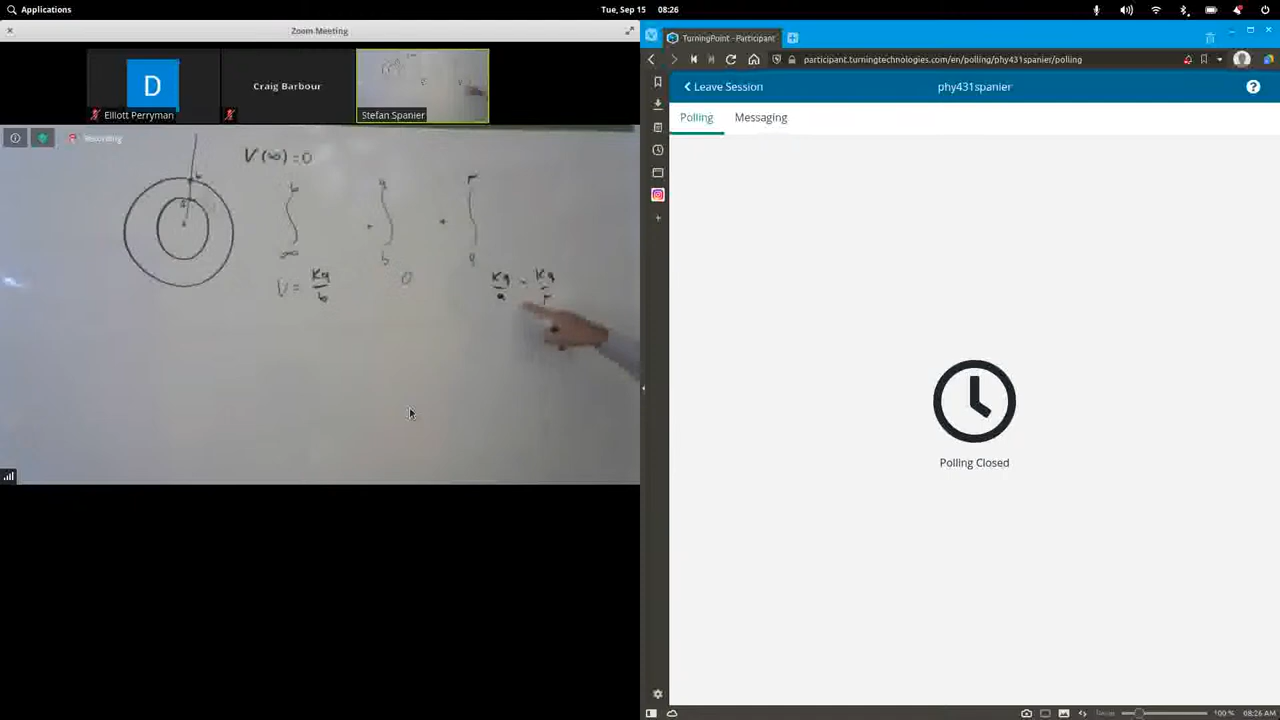 Applications
Tue, Sep 15 08:26
Zoom Meeting
D
Elliott Perryman
Craig Barbour
Stefan Spanier
Recording
V(∞) = 0
b
a
r
+
+
∞
b
a
V = Kq/b
0
Kq/a - Kq/r
TurningPoint - Participant
participant.turningtechnologies.com/en/polling/phy431spanier/polling
Leave Session
phy431spanier
?
Polling
Messaging
Polling Closed
100 %
08:26 AM